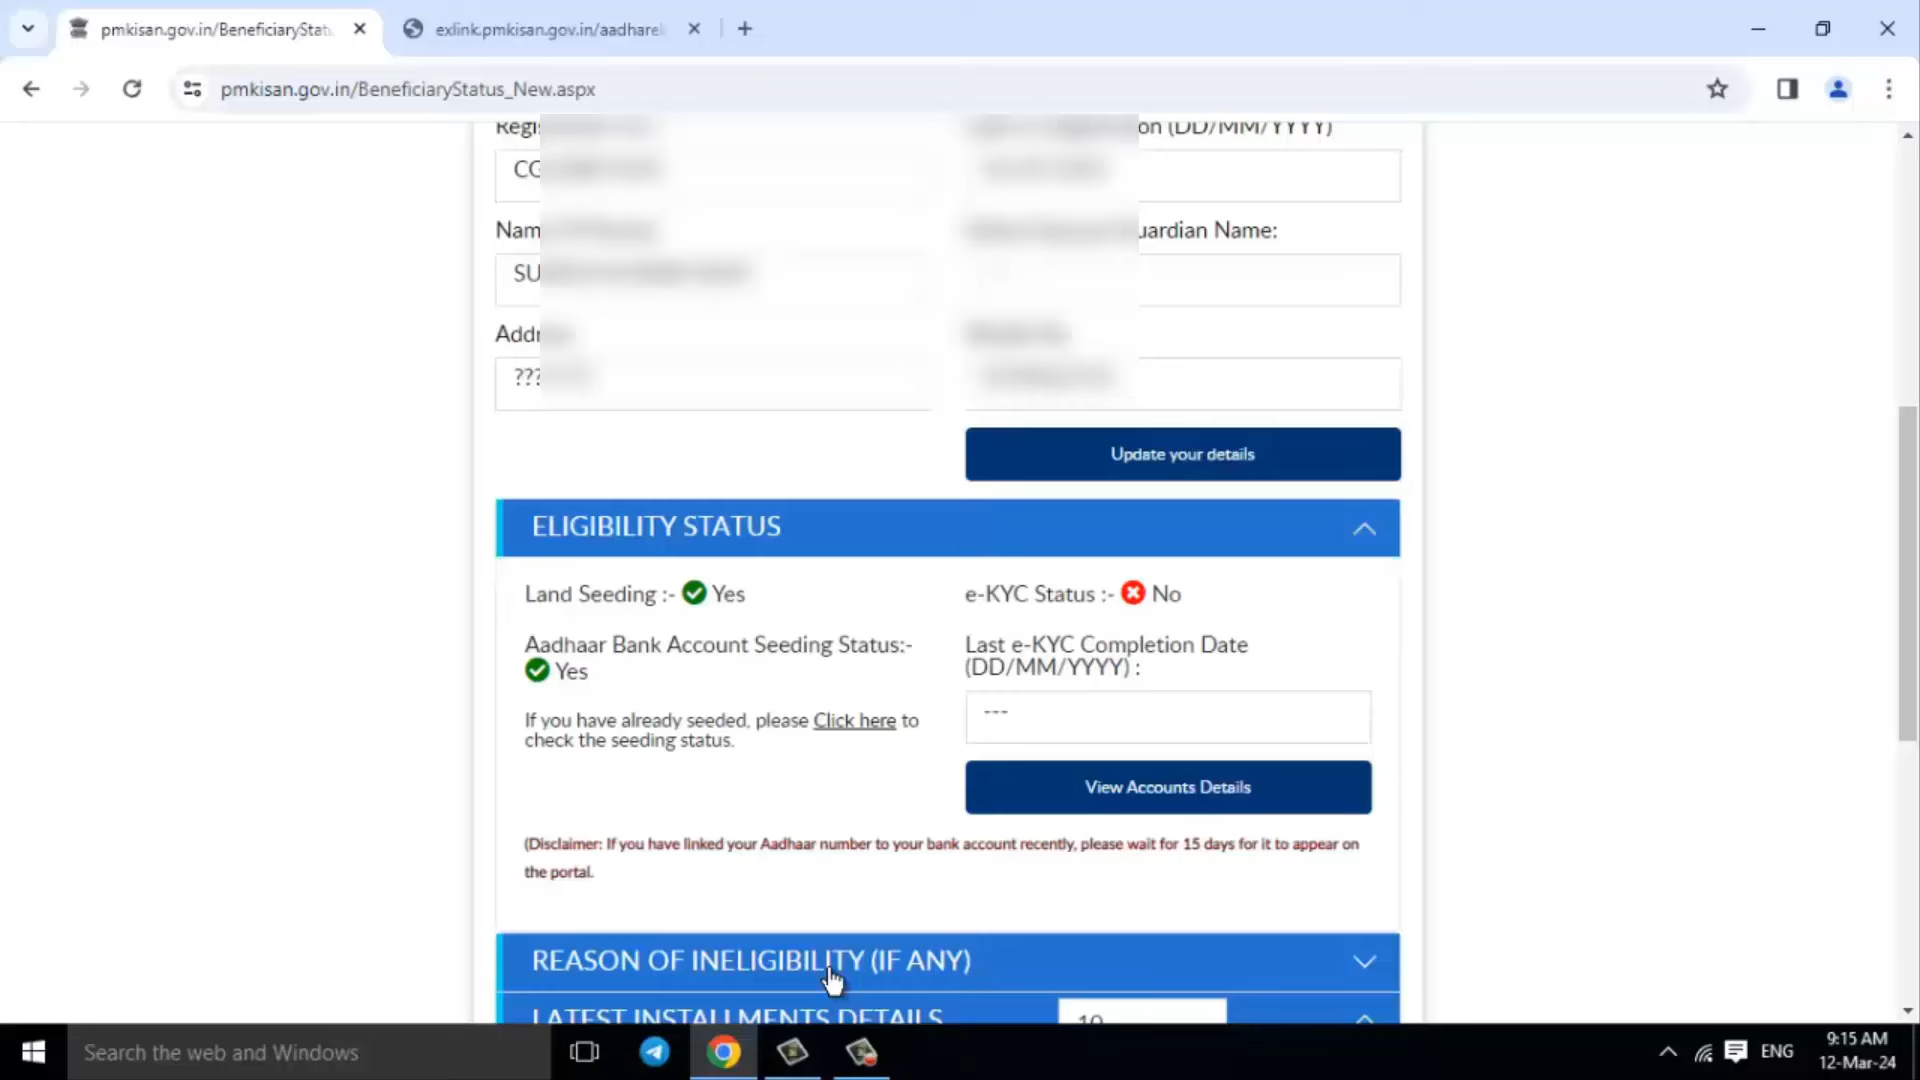 pmkisan.gov.in/BeneficiaryStat
exlink.pmkisan.gov.in/aadharek
pmkisan.gov.in/BeneficiaryStatus_New.aspx
on (DD/MM/YYYY)
CG
uardian Name:
SU
???
Update your details
ELIGIBILITY STATUS
Land Seeding :- Yes
e-KYC Status :- No
Aadhaar Bank Account Seeding Status:-
Yes
Last e-KYC Completion Date
(DD/MM/YYYY) :
---
If you have already seeded, please Click here to
check the seeding status.
View Accounts Details
(Disclaimer: If you have linked your Aadhaar number to your bank account recently, please wait for 15 days for it to appear on
the portal.
REASON OF INELIGIBILITY (IF ANY)
LATEST INSTALLMENTS DETAILS
10
Search the web and Windows
ENG
9:15 AM
12-Mar-24